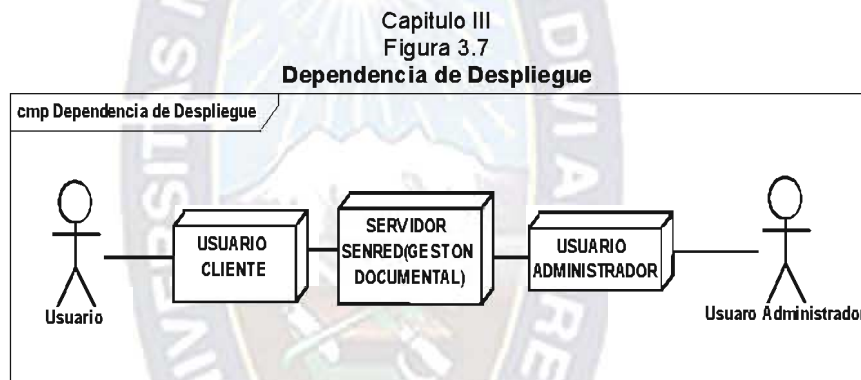 Capitulo III
Figura 3.7
Dependencia de Despliegue
cmp Dependencia de Despliegue
USUARIO
CLIENTE
SERVIDOR
SENRED(GESTON
DOCUMENTAL)
USUARIO
ADMINISTRADOR
Usuario
Usuaro Administrador